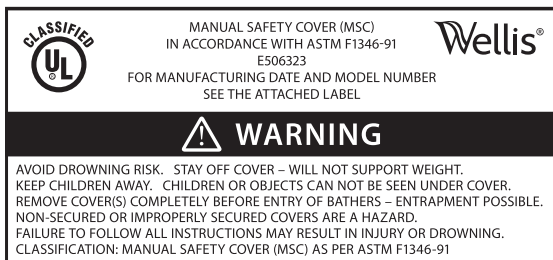 CLASSIFIED
UL®
MANUAL SAFETY COVER (MSC)
IN ACCORDANCE WITH ASTM F1346-91
E506323
FOR MANUFACTURING DATE AND MODEL NUMBER
SEE THE ATTACHED LABEL
Wellis®
WARNING
AVOID DROWNING RISK. STAY OFF COVER – WILL NOT SUPPORT WEIGHT.
KEEP CHILDREN AWAY. CHILDREN OR OBJECTS CAN NOT BE SEEN UNDER COVER.
REMOVE COVER(S) COMPLETELY BEFORE ENTRY OF BATHERS – ENTRAPMENT POSSIBLE.
NON-SECURED OR IMPROPERLY SECURED COVERS ARE A HAZARD.
FAILURE TO FOLLOW ALL INSTRUCTIONS MAY RESULT IN INJURY OR DROWNING.
CLASSIFICATION: MANUAL SAFETY COVER (MSC) AS PER ASTM F1346-91